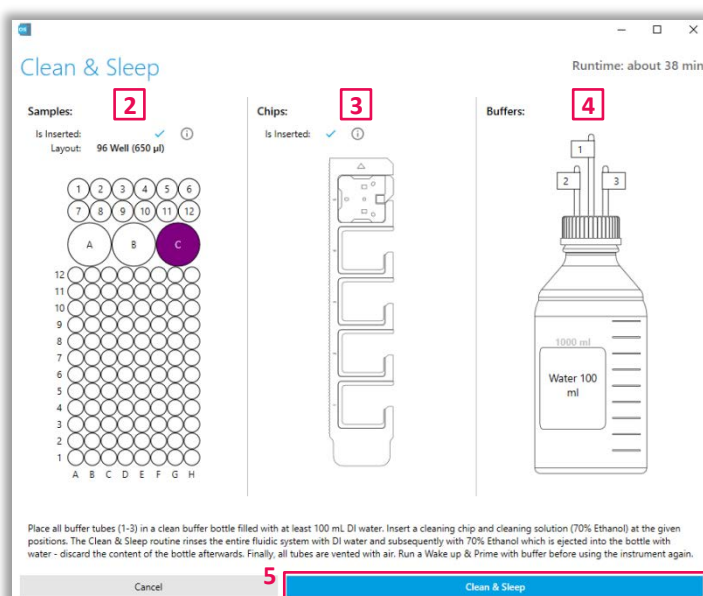 Clean & Sleep
Runtime: about 38 min
Samples:
2
Is Inserted:
Layout: 96 Well (650 µl)
1 2 3 4 5 6
7 8 9 10 11 12
A B C
12
11
10
9
8
7
6
5
4
3
2
1
A B C D E F G H
Chips:
3
Is Inserted:
Buffers:
4
1
2 3
1000 ml
Water 100
ml
Place all buffer tubes (1-3) in a clean buffer bottle filled with at least 100 mL DI water. Insert a cleaning chip and cleaning solution (70% Ethanol) at the given
positions. The Clean & Sleep routine rinses the entire fluidic system with DI water and subsequently with 70% Ethanol which is ejected into the bottle with
water - discard the content of the bottle afterwards. Finally, all tubes are vented with air. Run a Wake up & Prime with buffer before using the instrument again.
Cancel
5
Clean & Sleep